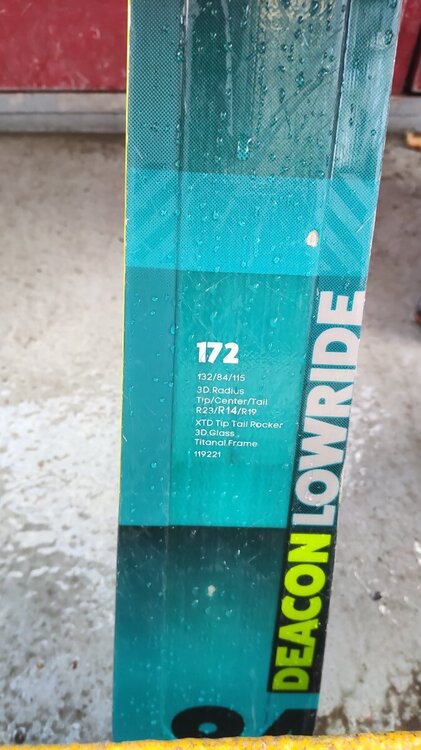 172
132/84/115
3D.Radius
Tip/Center/Tail
R23/R14/R19
XTD Tip Tail Rocker
3D.Glass
Titanal Frame
119221
DEACON LOWRIDE